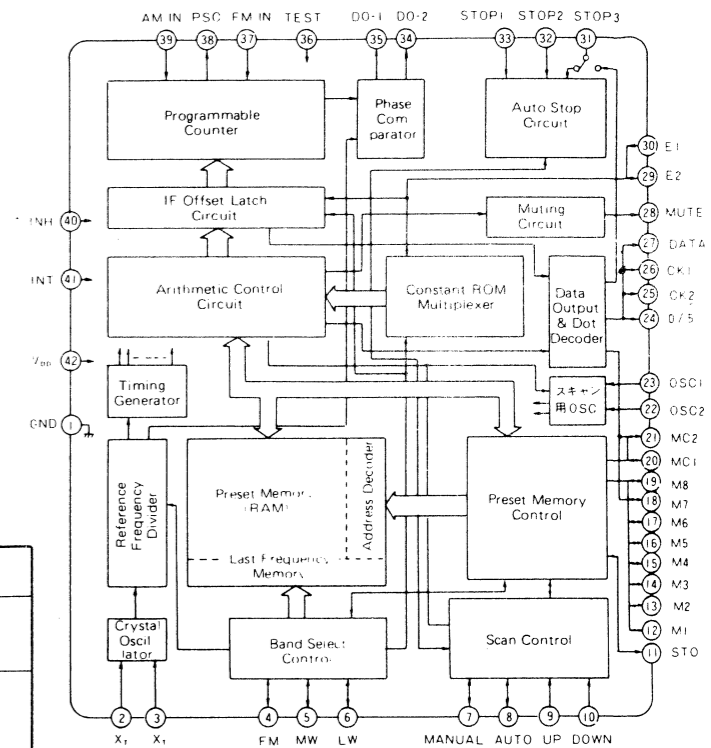 AM IN PSC FM IN TEST DO-1 DO-2 STOP1 STOP2 STOP3
39 38 37 36 35 34 33 32 31
Programmable
Counter
Phase
Com
parator
Auto Stop
Circuit
30 E1
29 E2
IF Offset Latch
Circuit
Muting
Circuit
28 MUTE
INH 40
27 DATA
26 CK1
INT 41
Arithmetic Control
Circuit
Constant ROM
Multiplexer
Data
Output
& Dot
Decoder
25 CK2
24 0/5
VDD 42
Timing
Generator
スキャン
用OSC
23 OSC1
22 OSC2
GND 1
21 MC2
20 MC1
Reference
Frequency
Divider
Preset Memory
(RAM)
Address Decoder
Preset Memory
Control
19 M8
18 M7
17 M6
16 M5
Last Frequency
Memory
15 M4
14 M3
13 M2
Crystal
Oscil
lator
Band Select
Control
Scan Control
12 M1
11 STO
2 3 4 5 6 7 8 9 10
XT XT FM MW LW MANUAL AUTO UP DOWN